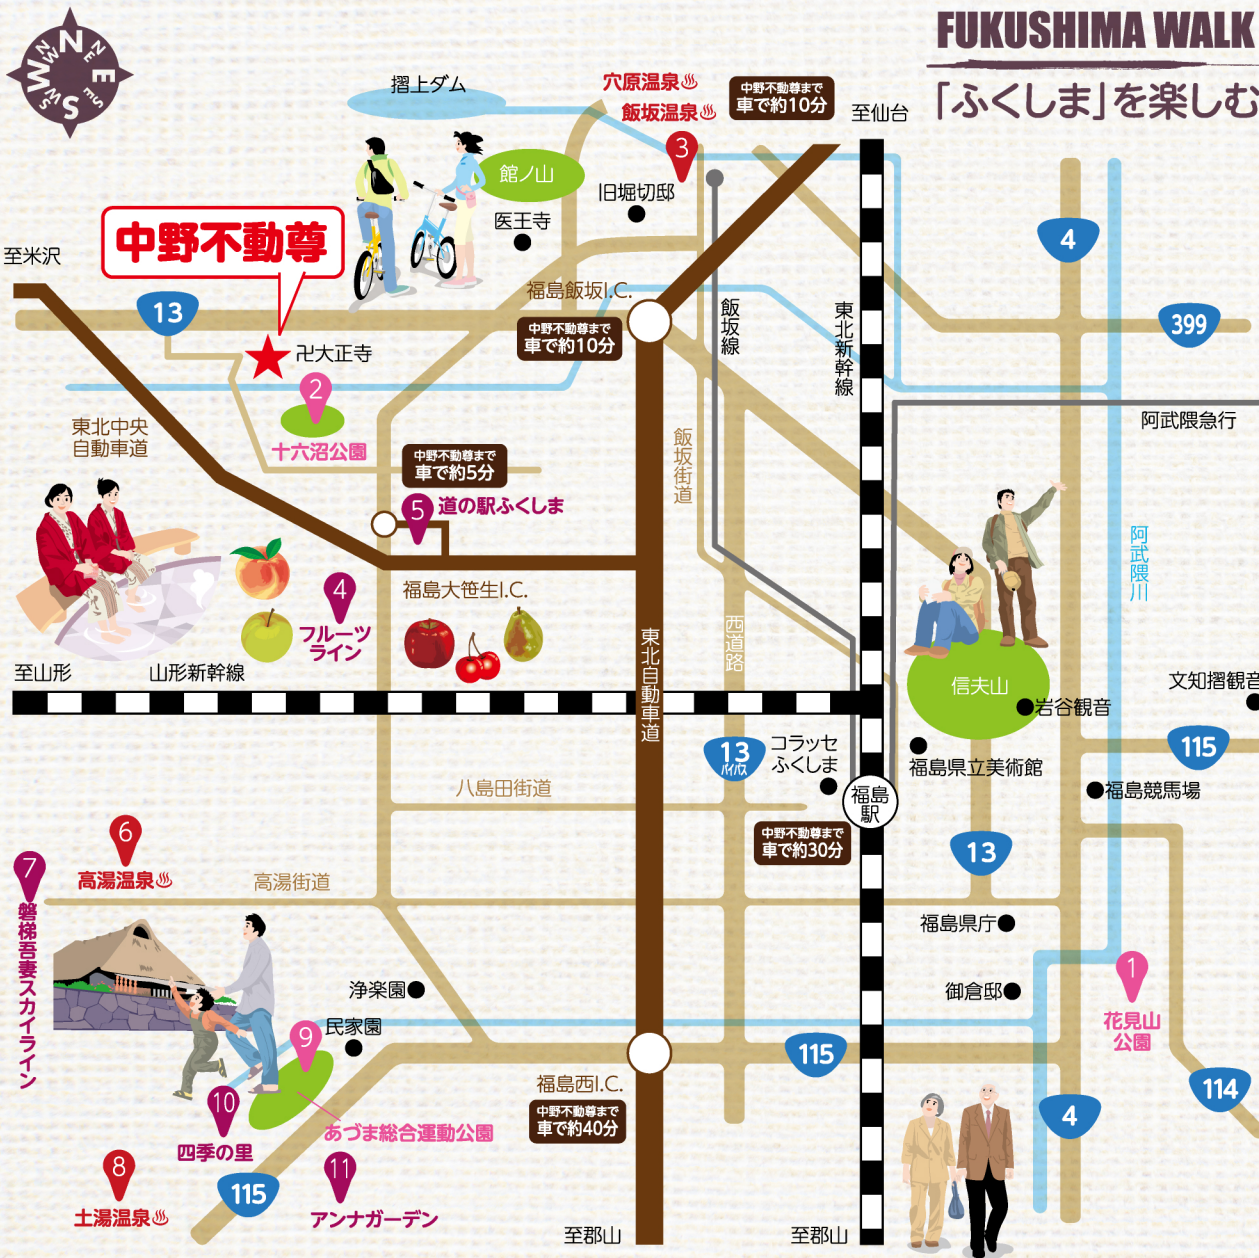 FUKUSHIMA WALK
「ふくしま」を楽しむ
N
NE
E
SE
S
SW
W
NW
摺上ダム
穴原温泉♨
飯坂温泉♨
3
中野不動尊まで
車で約10分
至仙台
館ノ山
旧堀切邸
医王寺
4
中野不動尊
至米沢
13
福島飯坂I.C.
中野不動尊まで
車で約10分
飯坂線
東北新幹線
399
卍大正寺
2
十六沼公園
東北中央
自動車道
阿武隈急行
飯坂街道
中野不動尊まで
車で約5分
5
道の駅ふくしま
阿武隈川
4
フルーツ
ライン
福島大笹生I.C.
西道路
東北自動車道
至山形
山形新幹線
信夫山
岩谷観音
文知摺観音
13
バイパス
コラッセ
ふくしま
福島県立美術館
115
福島競馬場
八島田街道
福島
駅
中野不動尊まで
車で約30分
13
6
高湯温泉♨
7
磐梯吾妻スカイライン
高湯街道
福島県庁
浄楽園
御倉邸
1
花見山
公園
9
民家園
115
福島西I.C.
中野不動尊まで
車で約40分
10
四季の里
あづま総合運動公園
4
114
8
土湯温泉♨
115
11
アンナガーデン
至郡山
至郡山